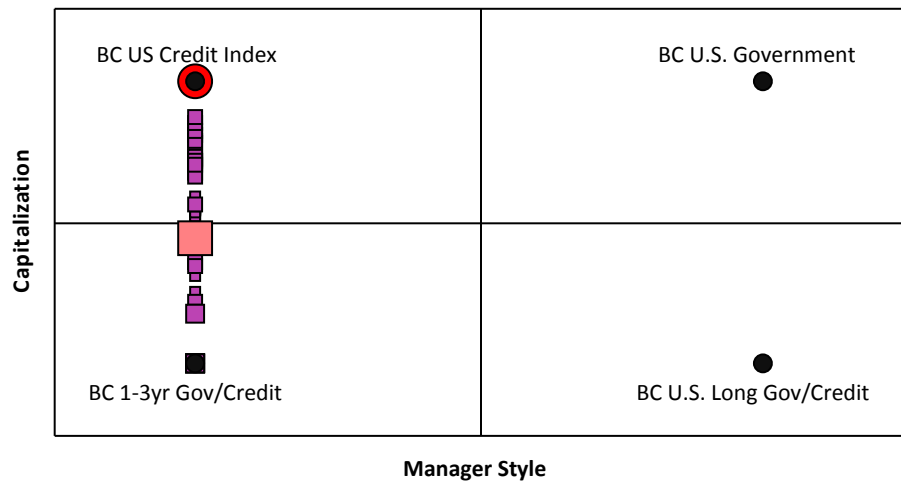 BC US Credit Index
BC U.S. Government
Capitalization
BC 1-3yr Gov/Credit
BC U.S. Long Gov/Credit
Manager Style